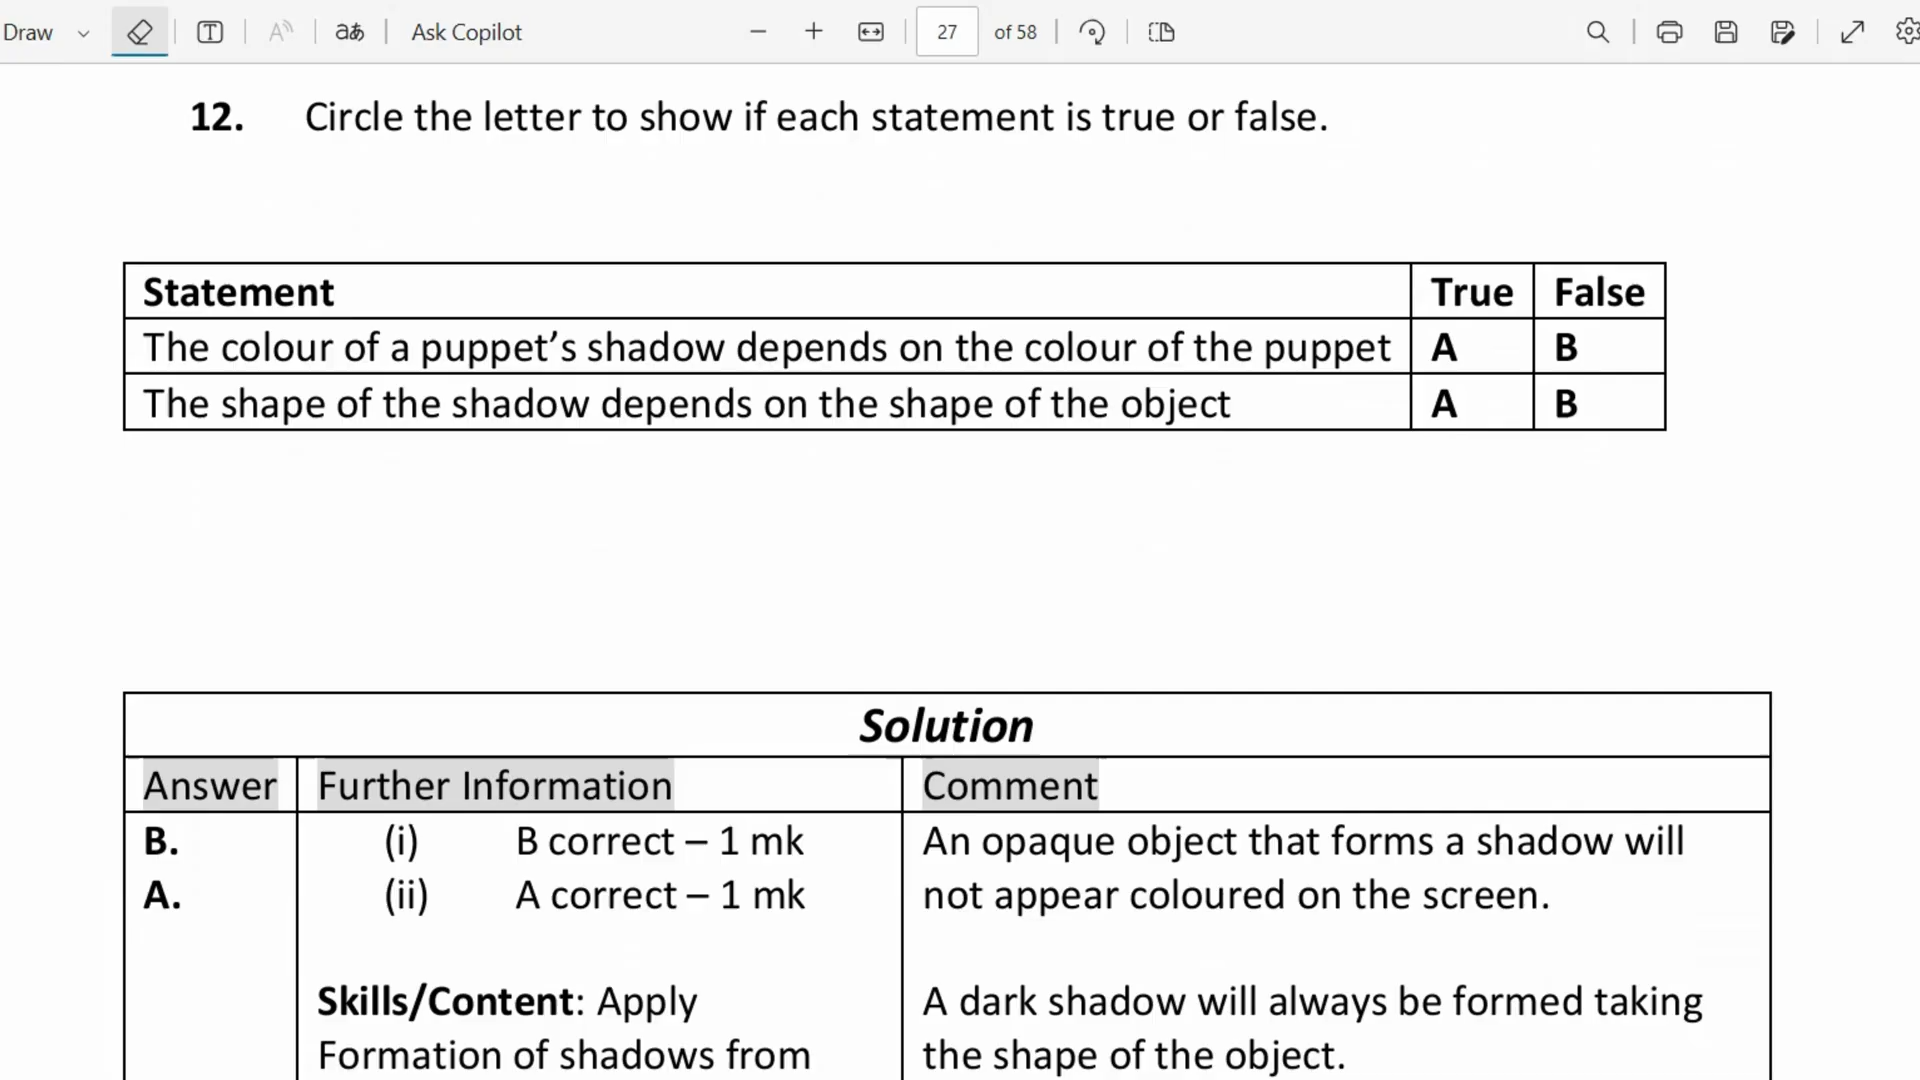 Draw T A aあ Ask Copilot 27 of 58
12. Circle the letter to show if each statement is true or false.
Statement True False
The colour of a puppet’s shadow depends on the colour of the puppet A B
The shape of the shadow depends on the shape of the object A B
Solution
Answer Further Information Comment
B. (i) B correct – 1 mk An opaque object that forms a shadow will
A. (ii) A correct – 1 mk not appear coloured on the screen.
Skills/Content: Apply A dark shadow will always be formed taking
Formation of shadows from the shape of the object.